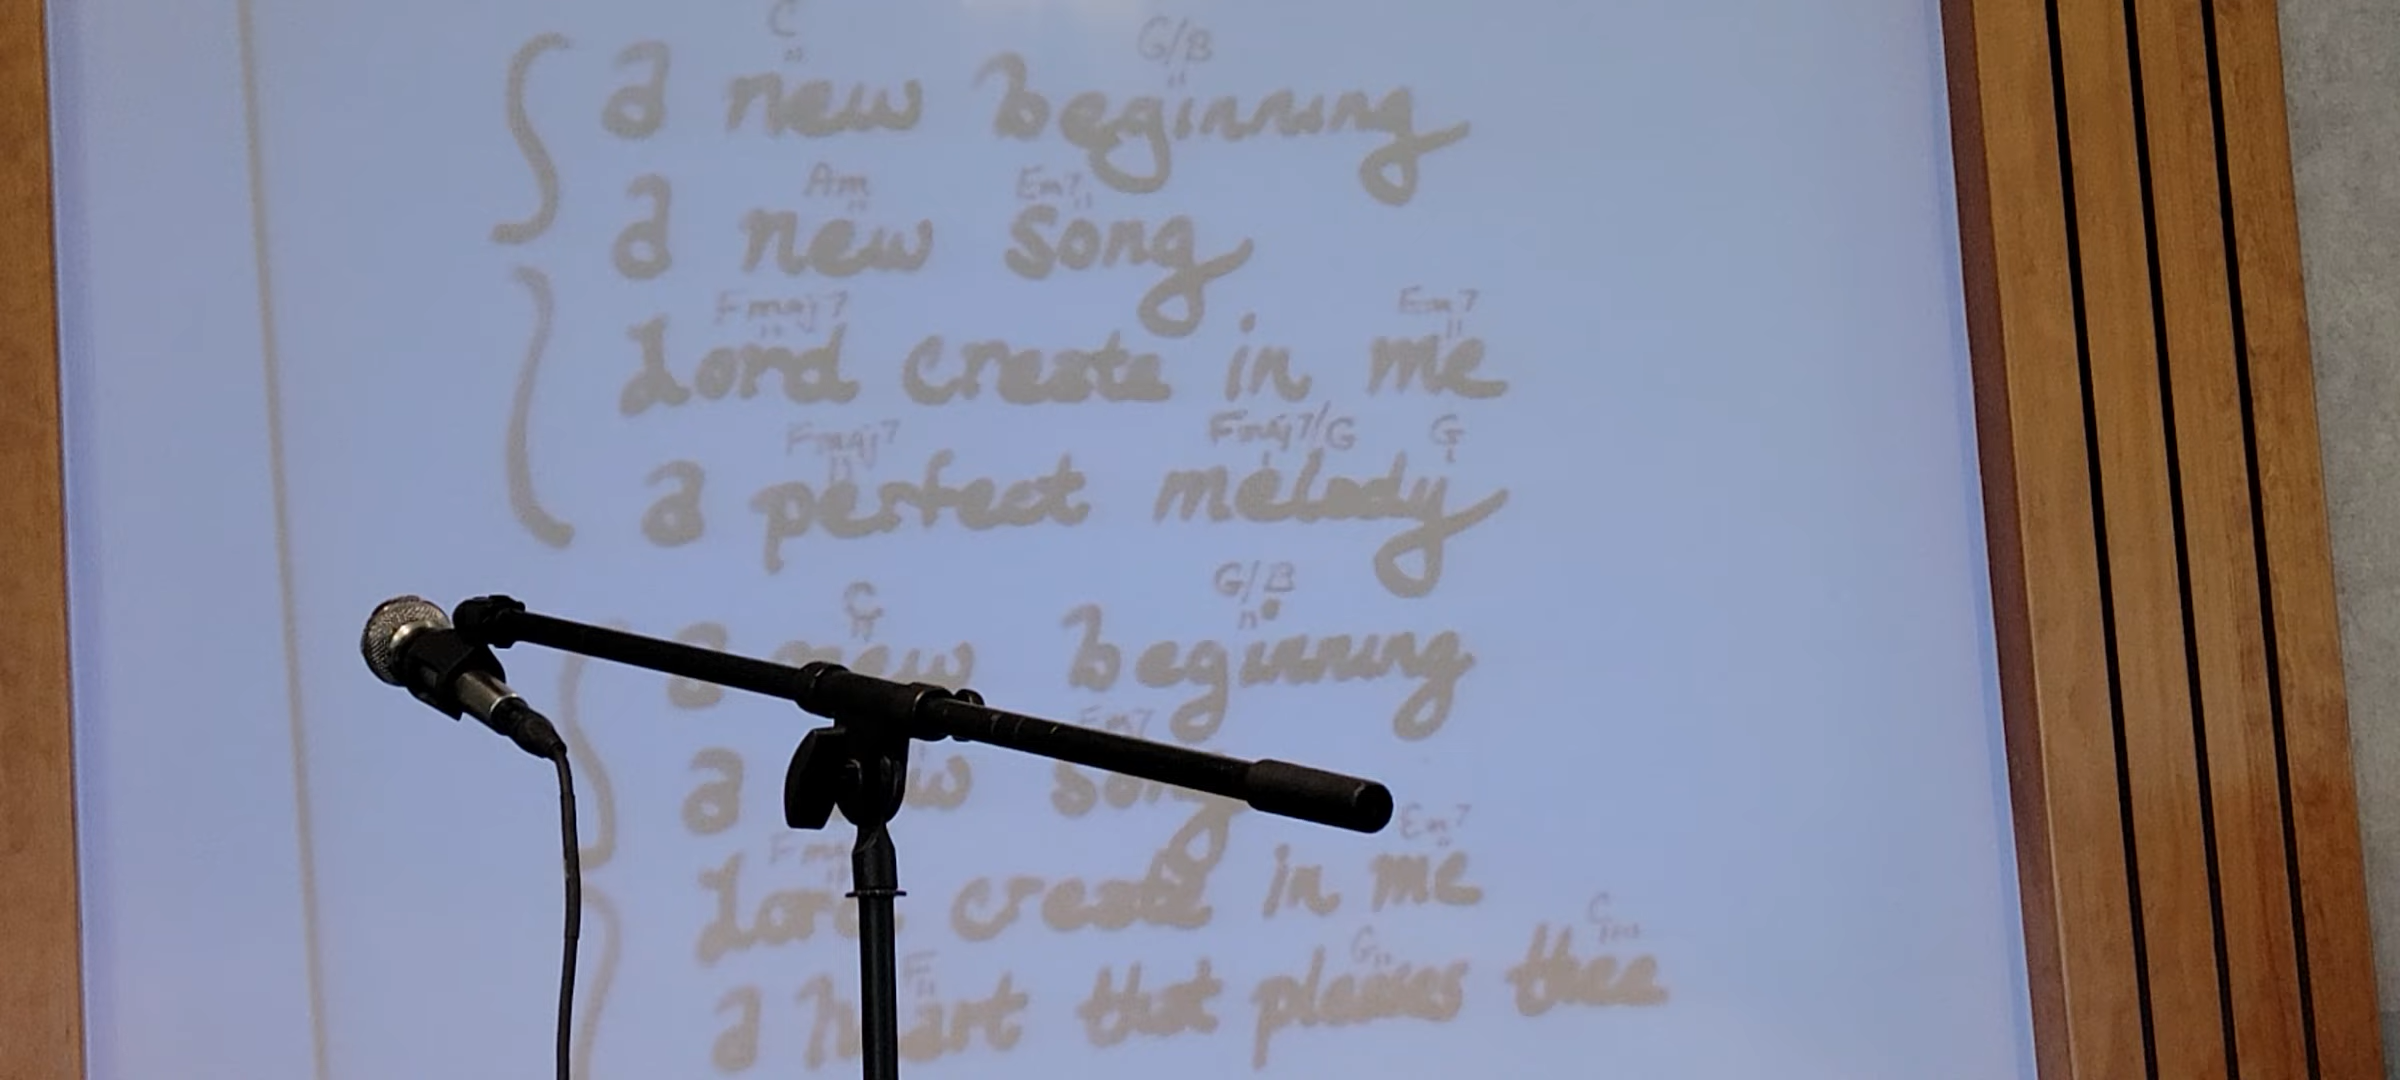 C G/B
a new beginning
Am Em7
a new song
Fmaj7 Em7
Lord create in me
Fmaj7 Fmaj7/G G
a perfect melody
C G/B
a new beginning
Em7
a song
Em7
Lord create in me
F G C
a heart that pleases thee